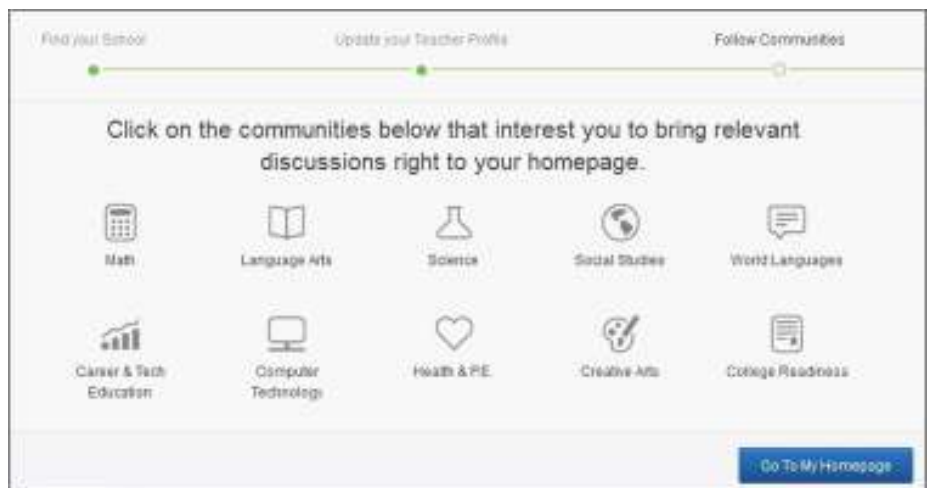 Find your School
Update your Teacher Profile
Follow Communities
Click on the communities below that interest you to bring relevant
discussions right to your homepage.
Math
Language Arts
Science
Social Studies
World Languages
Career & Tech
Education
Computer
Technology
Health & P.E.
Creative Arts
College Readiness
Go To My Homepage